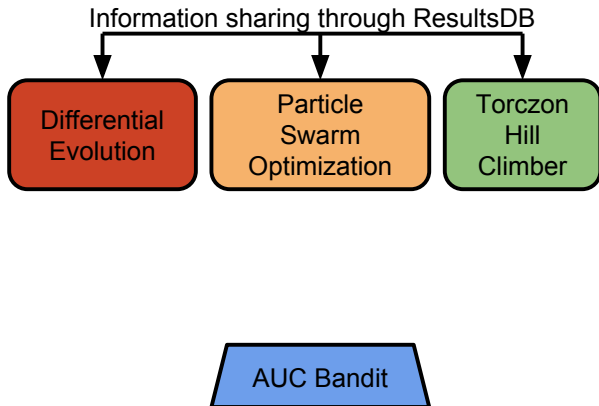 Information sharing through ResultsDB
Differential
Evolution
Particle
Swarm
Optimization
Torczon
Hill
Climber
AUC Bandit